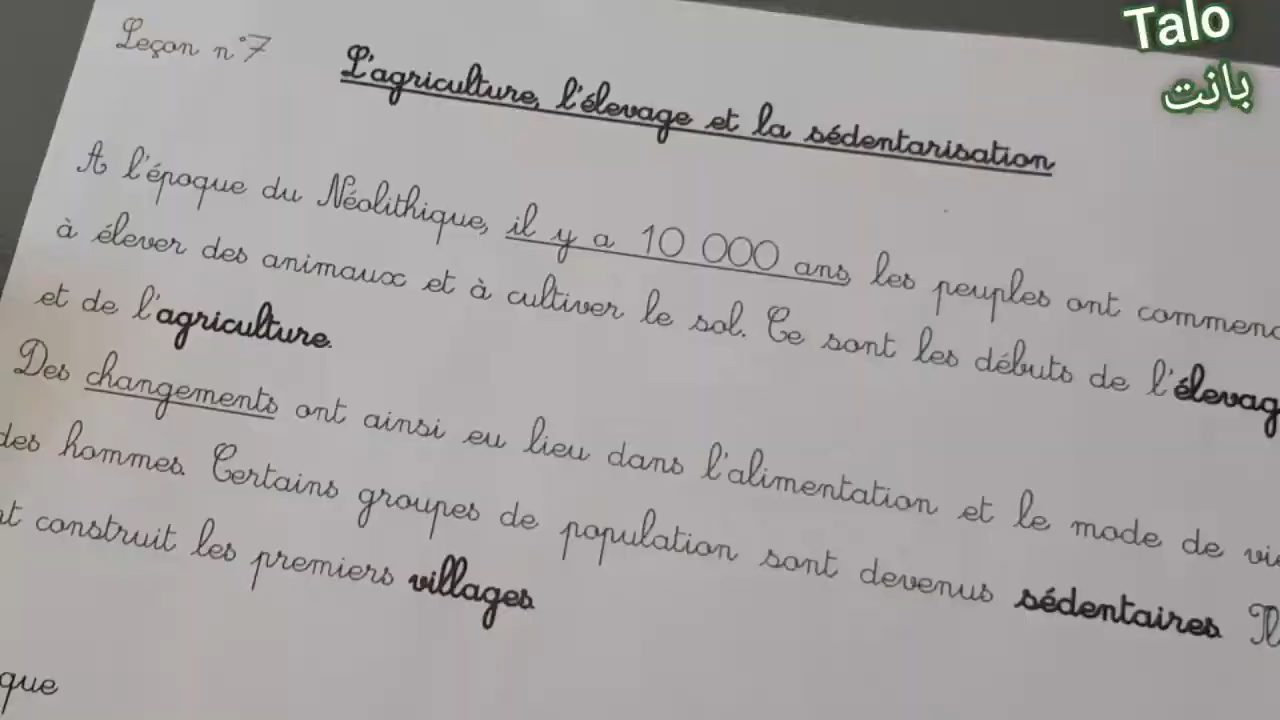 Talo
بانت
Leçon n°7
L'agriculture, l'élevage et la sédentarisation
A l'époque du Néolithique, il y a 10 000 ans, les peuples ont commenc
à élever des animaux et à cultiver le sol. Ce sont les débuts de l'élevag
et de l'agriculture.
Des changements ont ainsi eu lieu dans l'alimentation et le mode de vie
des hommes. Certains groupes de population sont devenus sédentaires. Il
nt construit les premiers villages.
que